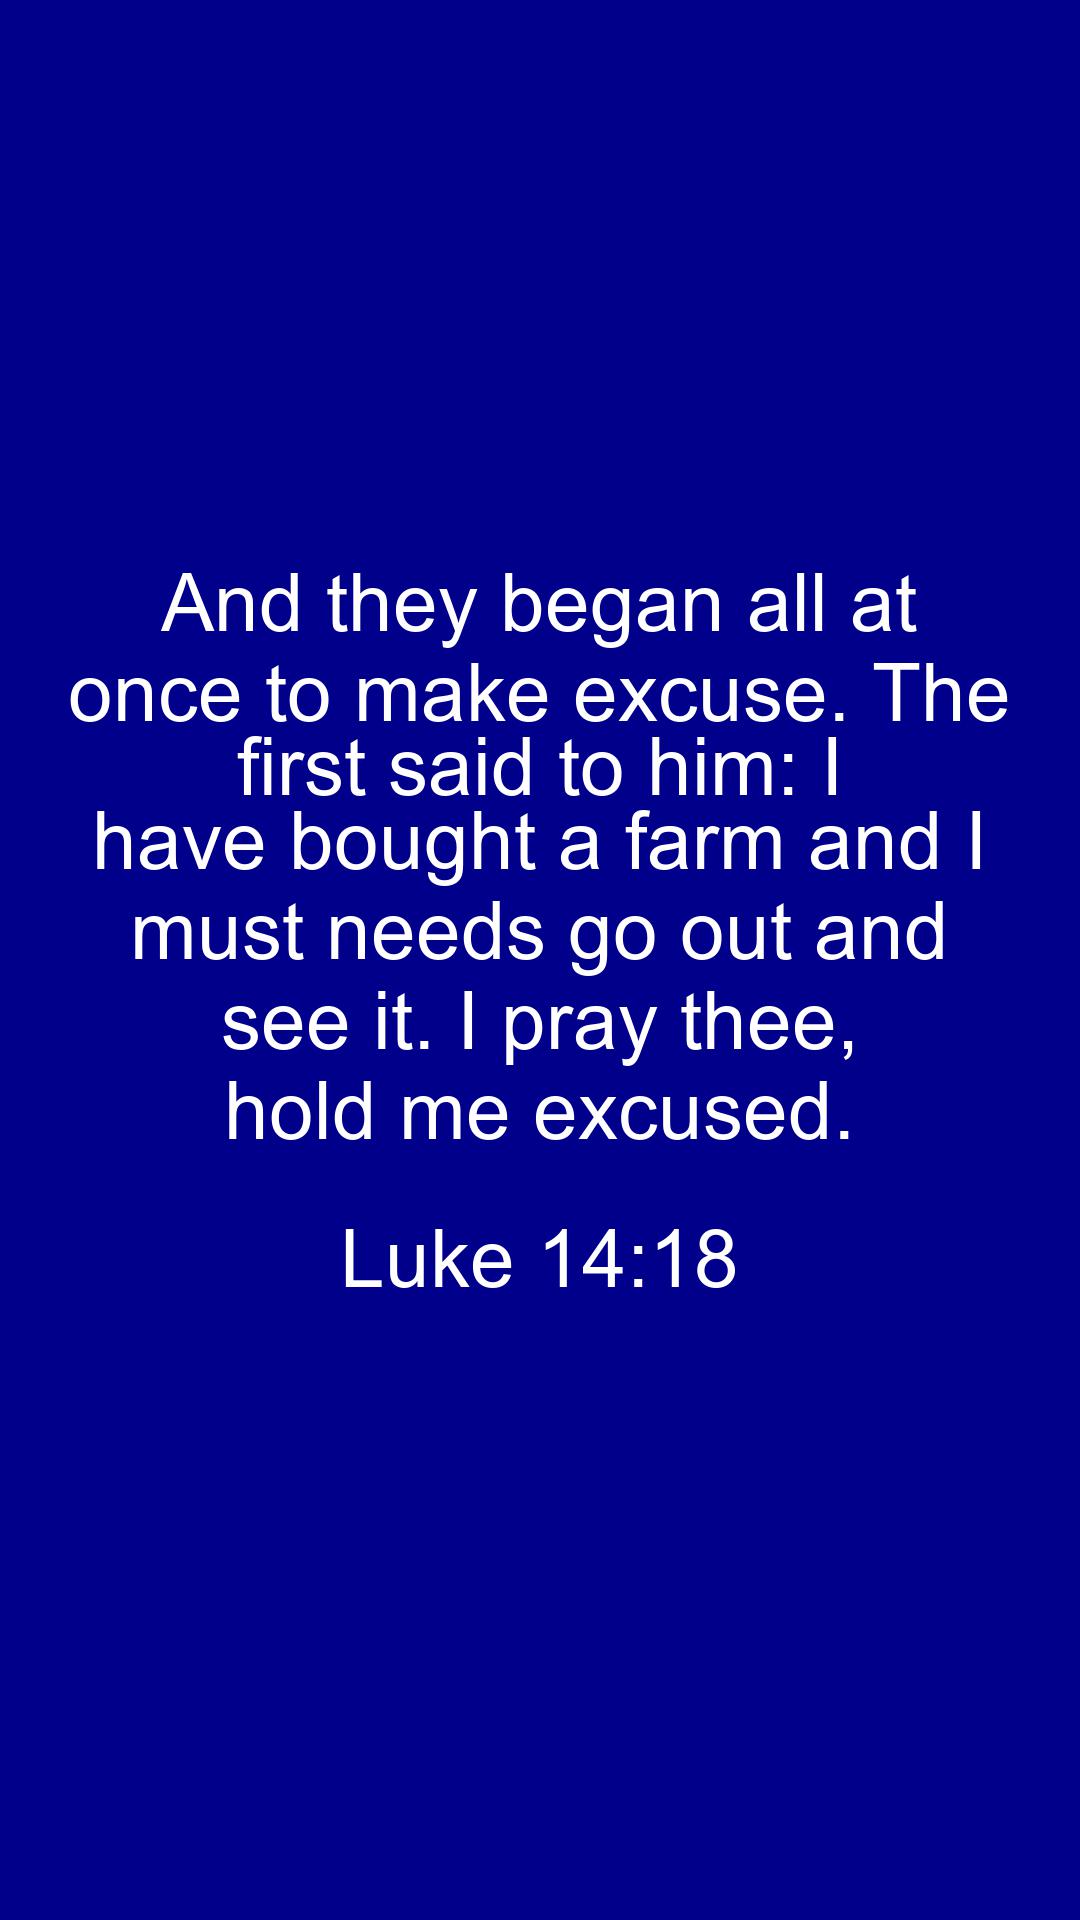 And they began all at
once to make excuse. The
first said to him: I
have bought a farm and I
must needs go out and
see it. I pray thee,
hold me excused.
Luke 14:18